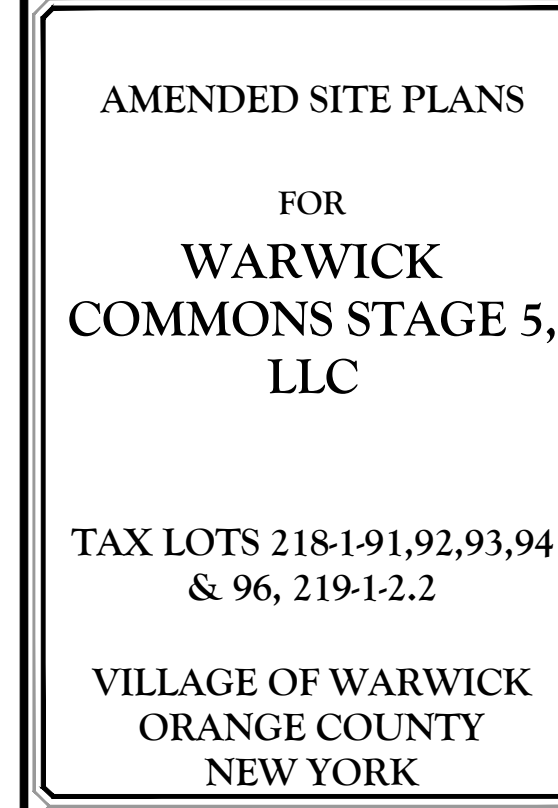 AMENDED SITE PLANS
FOR
WARWICK
COMMONS STAGE 5,
LLC
TAX LOTS 218-1-91,92,93,94
& 96, 219-1-2.2
VILLAGE OF WARWICK
ORANGE COUNTY
NEW YORK